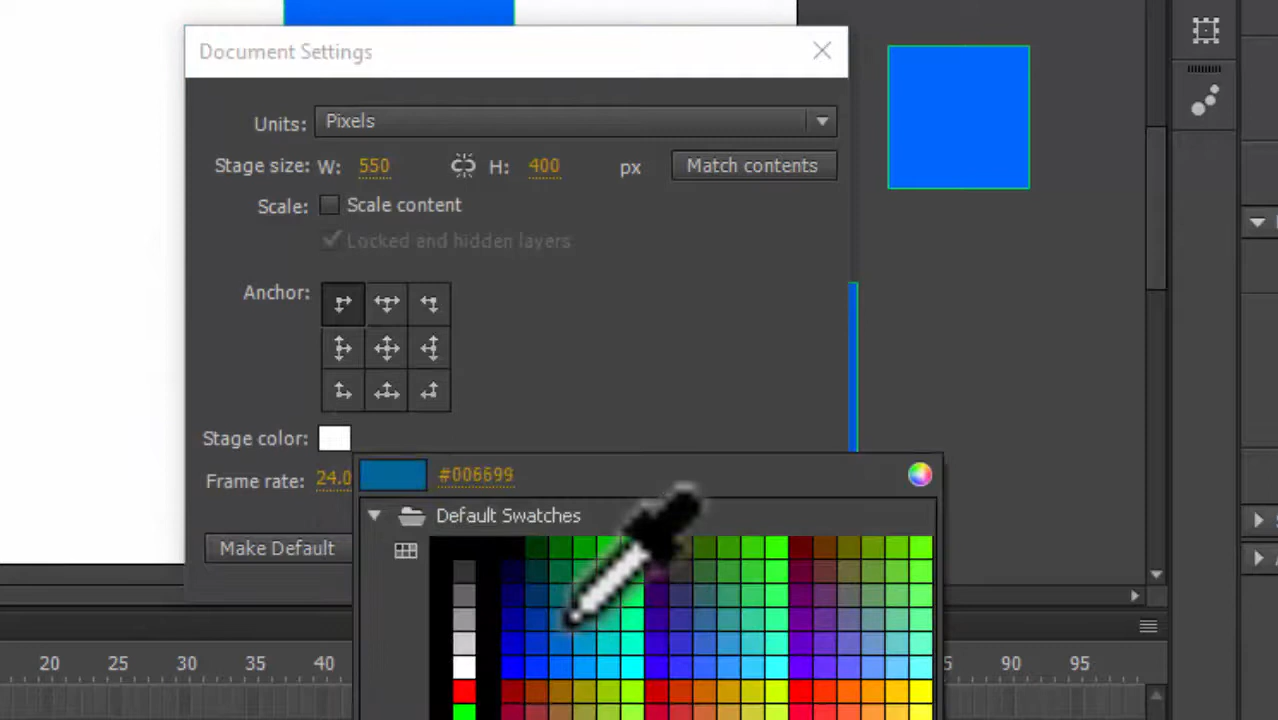 Document Settings
Units: Pixels
Stage size: W: 550 H: 400 px Match contents
Scale: Scale content
Locked and hidden layers
Anchor:
Stage color:
Frame rate: 24.0
#006699
Default Swatches
Make Default
20 25 30 35 40 90 95